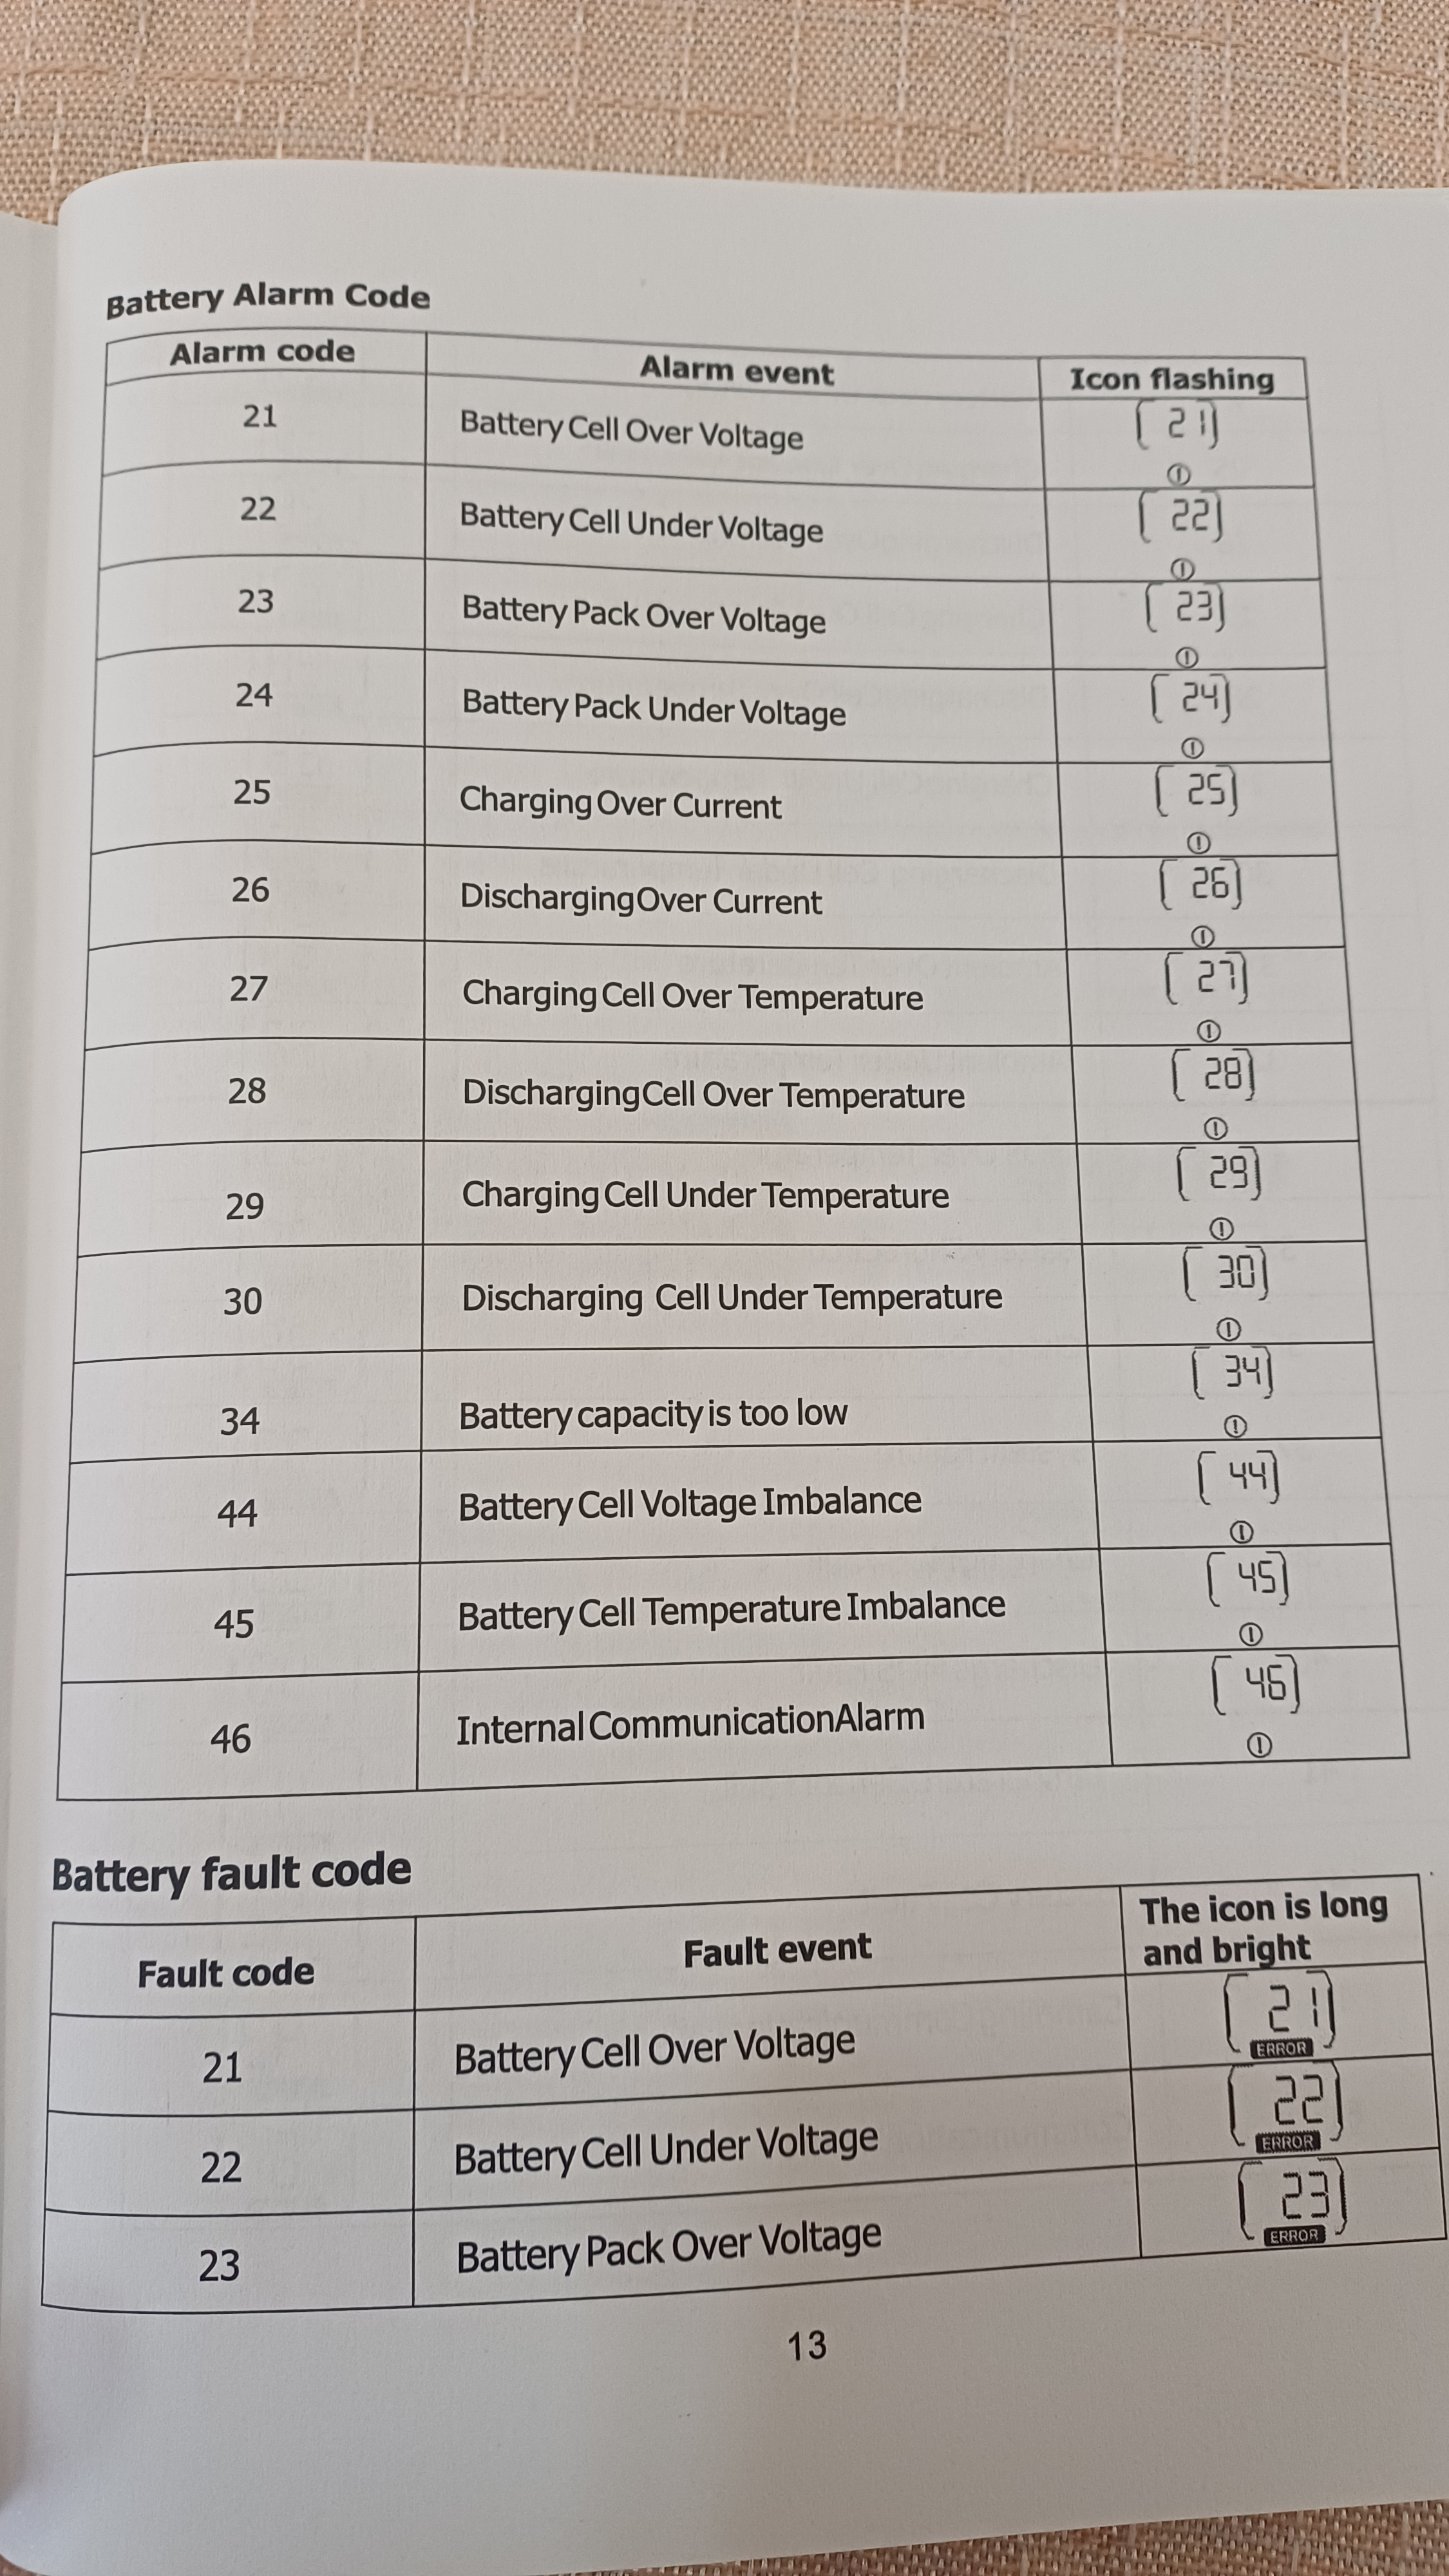 Battery Alarm Code
Alarm code Alarm event Icon flashing
21 Battery Cell Over Voltage [21]
22 Battery Cell Under Voltage [22]
23 Battery Pack Over Voltage [23]
24 Battery Pack Under Voltage [24]
25 Charging Over Current [25]
26 Discharging Over Current [26]
27 Charging Cell Over Temperature [27]
28 Discharging Cell Over Temperature [28]
29 Charging Cell Under Temperature [29]
30 Discharging Cell Under Temperature [30]
34 Battery capacity is too low [34]
44 Battery Cell Voltage Imbalance [44]
45 Battery Cell Temperature Imbalance [45]
46 Internal Communication Alarm [46]
Battery fault code
Fault code Fault event The icon is long
and bright
21 Battery Cell Over Voltage [21]
ERROR
22 Battery Cell Under Voltage [22]
ERROR
23 Battery Pack Over Voltage [23]
ERROR
13